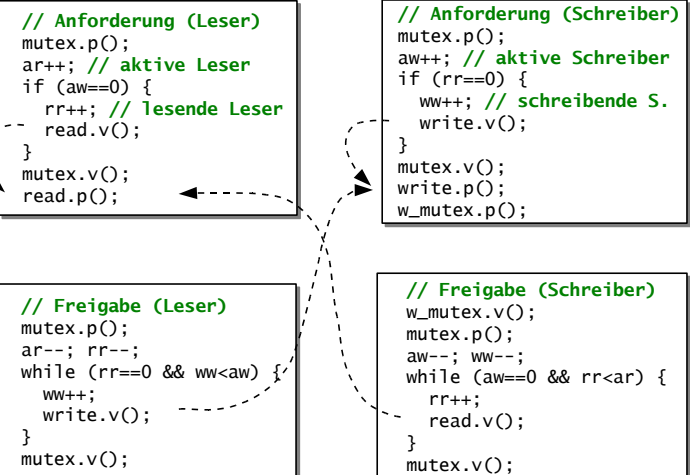 // Anforderung (Leser)
mutex.p();
ar++; // aktive Leser
if (aw==0) {
rr++; // lesende Leser
read.v();
}
mutex.v();
read.p();
// Anforderung (Schreiber)
mutex.p();
aw++; // aktive Schreiber
if (rr==0) {
ww++; // schreibende S.
write.v();
}
mutex.v();
write.p();
w_mutex.p();
// Freigabe (Leser)
mutex.p();
ar--; rr--;
while (rr==0 && ww<aw) {
ww++;
write.v();
}
mutex.v();
// Freigabe (Schreiber)
w_mutex.v();
mutex.p();
aw--; ww--;
while (aw==0 && rr<ar) {
rr++;
read.v();
}
mutex.v();